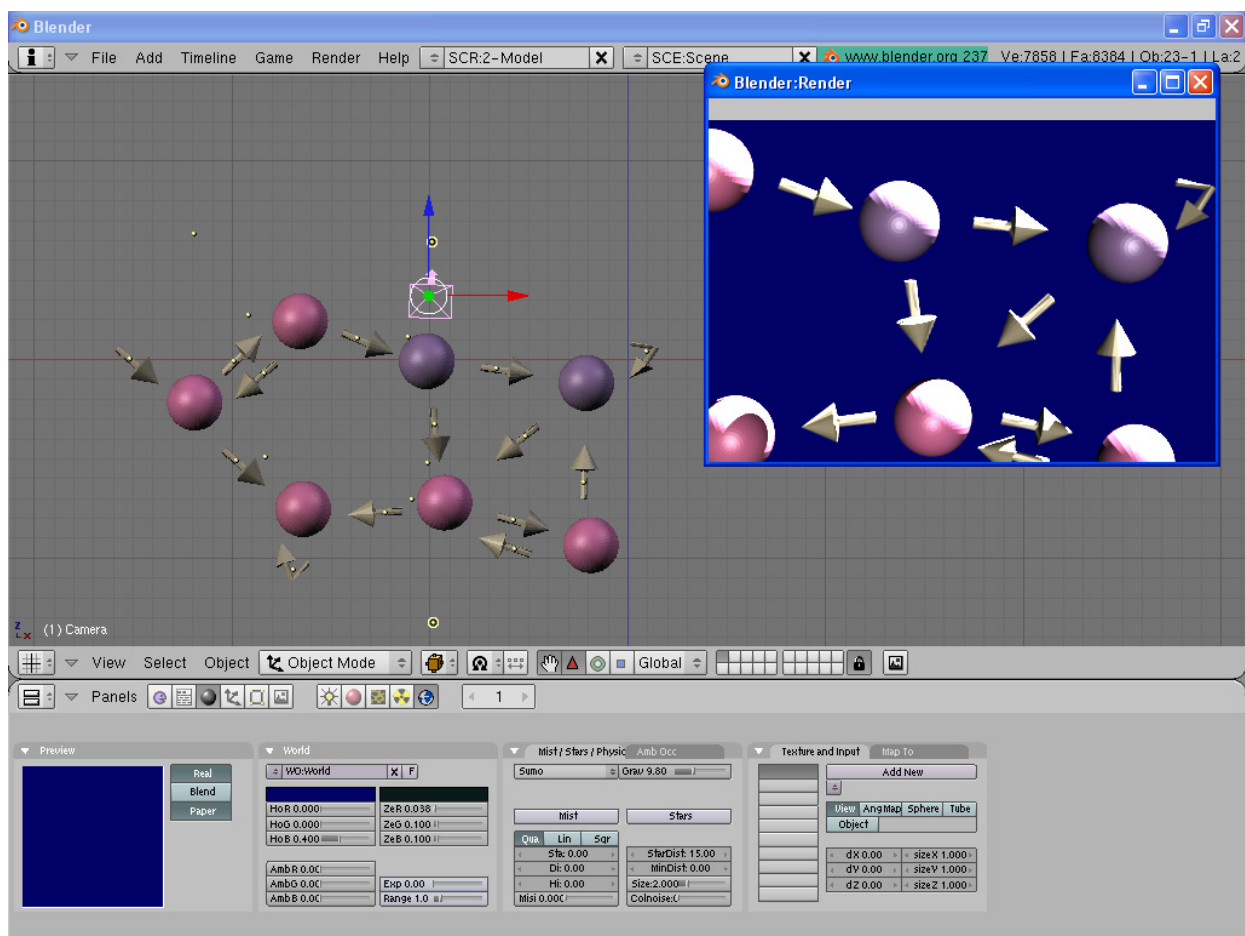 Blender
File Add Timeline Game Render Help SCR:2-Model SCE:Scene www.blender.org 237 Ve:7858 | Fa:8384 | Ob:23-1 | La:2
Blender:Render
z
x
(1) Camera
View Select Object Object Mode Global
Panels 1
Preview
Real
Blend
Paper
World
WO:World X F
HoR 0.000 ZeR 0.038
HoG 0.000 ZeG 0.100
HoB 0.400 ZeB 0.100
AmbR 0.00
AmbG 0.00 Exp 0.00
AmbB 0.00 Range 1.0
Mist / Stars / Physic Amb Occ
Sumo Grav 9.80
Mist Stars
Qua Lin Sqr
Sta: 0.00 StarDist: 15.00
Di: 0.00 MinDist: 0.00
Hi: 0.00 Size:2.000
Misi 0.000 Colnoise:
Texture and Input Map To
Add New
View AngMap Sphere Tube
Object
dX 0.00 sizeX 1.000
dY 0.00 sizeY 1.000
dZ 0.00 sizeZ 1.000